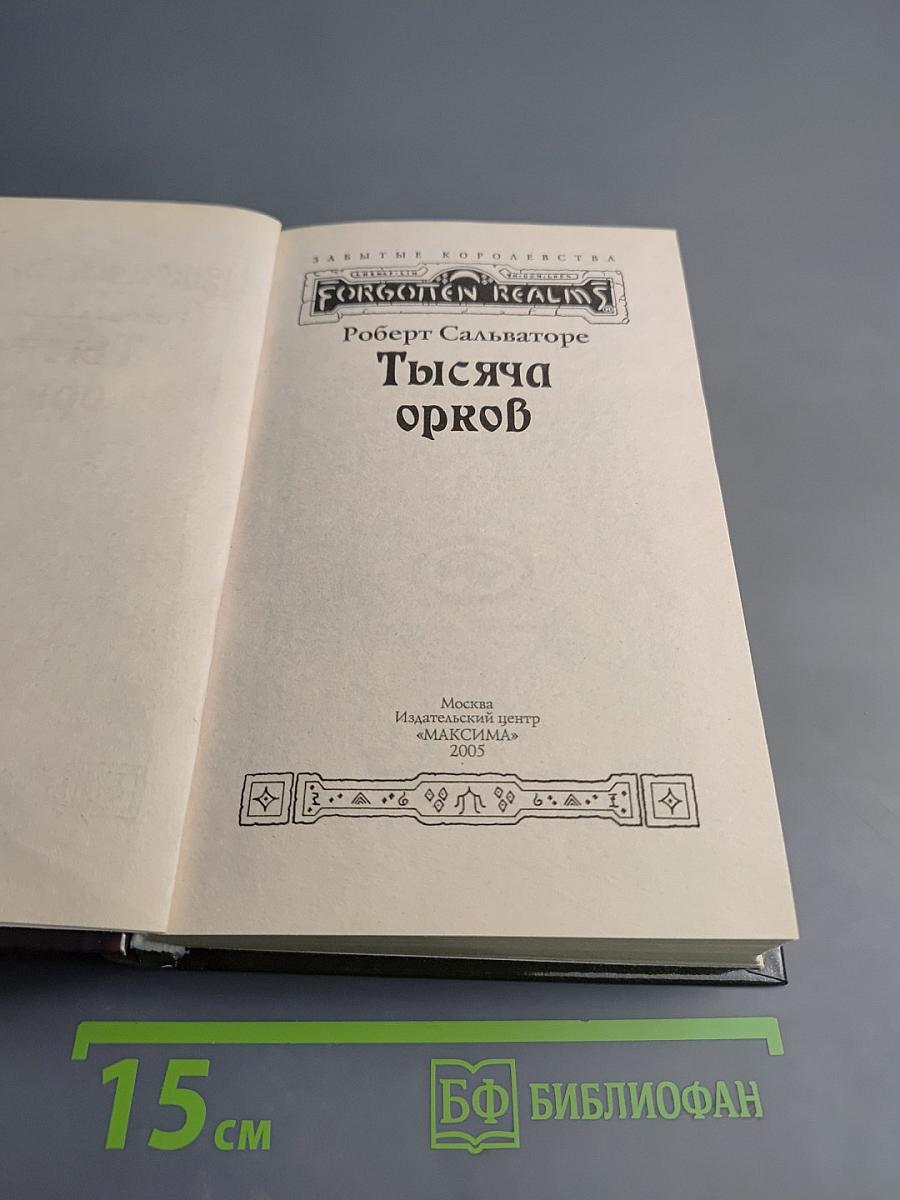 ЗАБЫТЫЕ КОРОЛЕВСТВА
FORGOTTEN REALMS
Роберт Сальваторе
Тысяча
орков
Москва
Издательский центр
«МАКСИМА»
2005
15 см
БФ БИБЛИОФАН